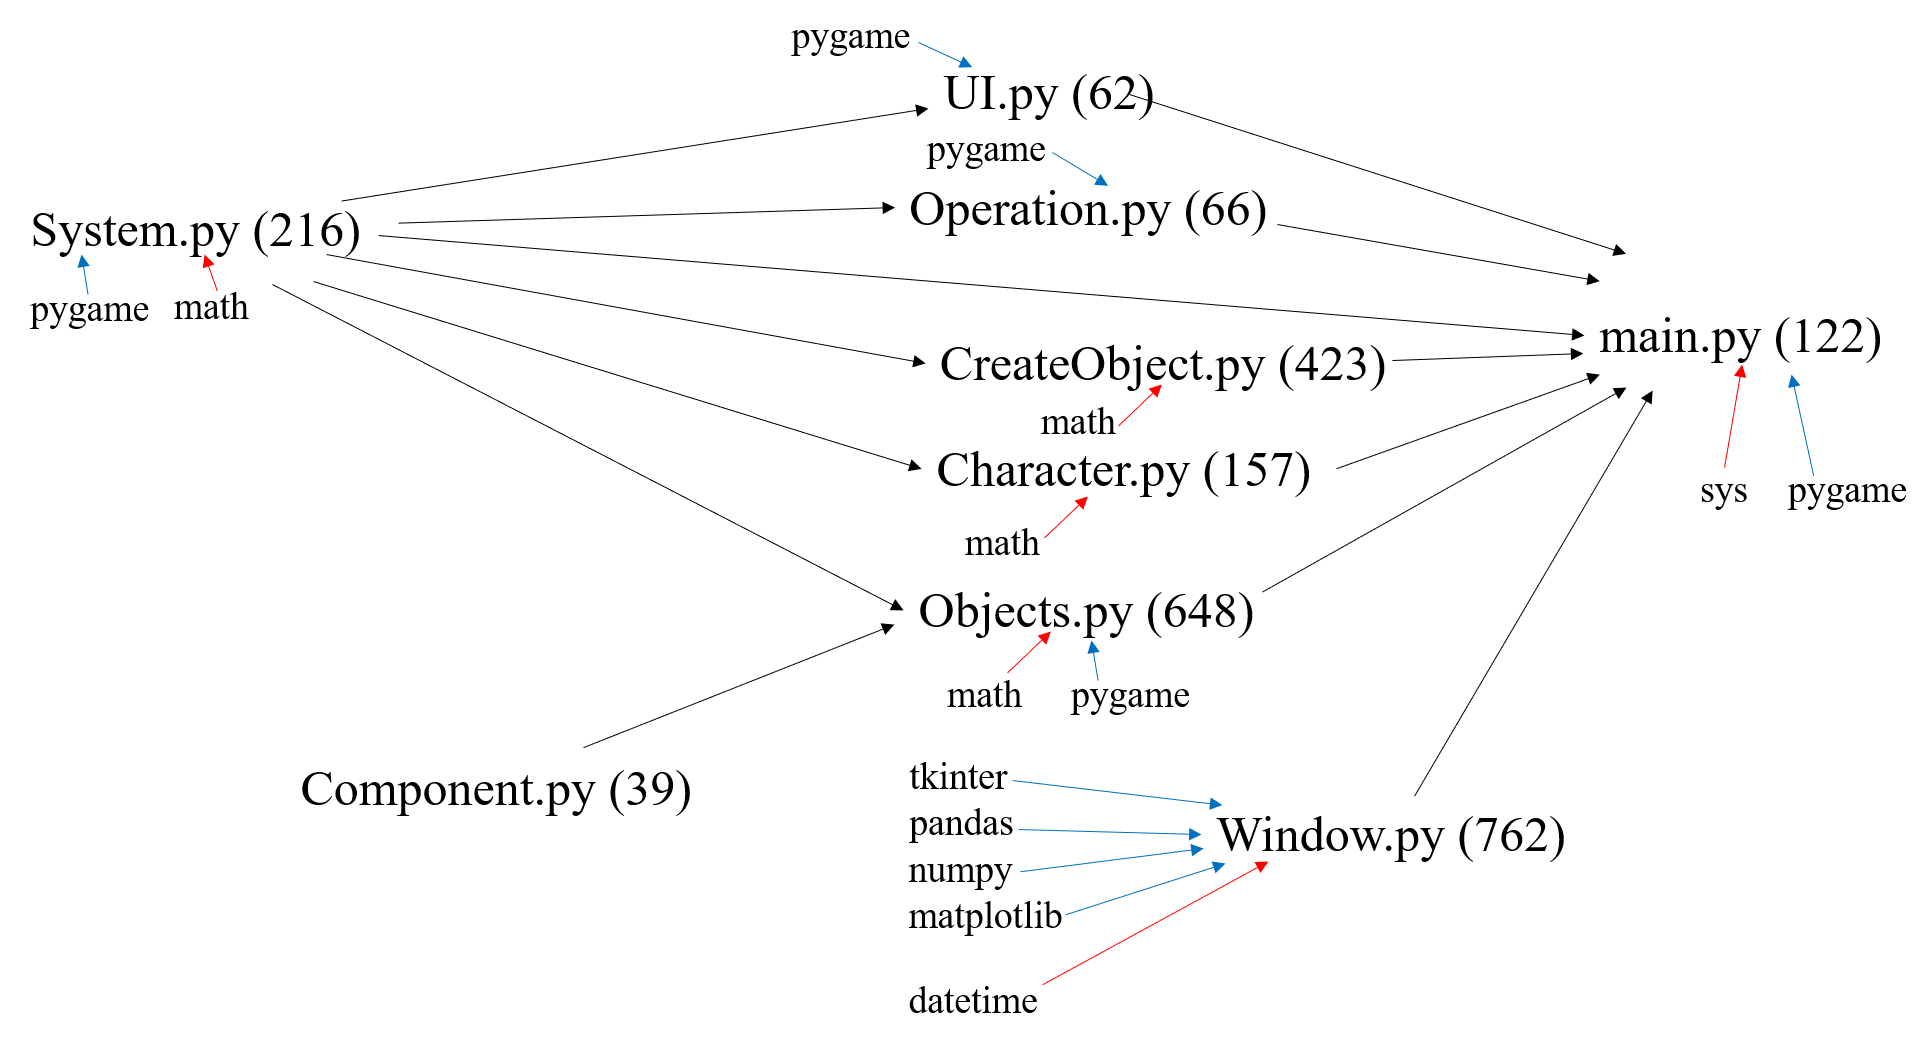 pygame
UI.py (62)
pygame
Operation.py (66)
System.py (216)
pygame
math
main.py (122)
CreateObject.py (423)
math
Character.py (157)
sys
pygame
math
Objects.py (648)
math
pygame
Component.py (39)
tkinter
pandas
Window.py (762)
numpy
matplotlib
datetime